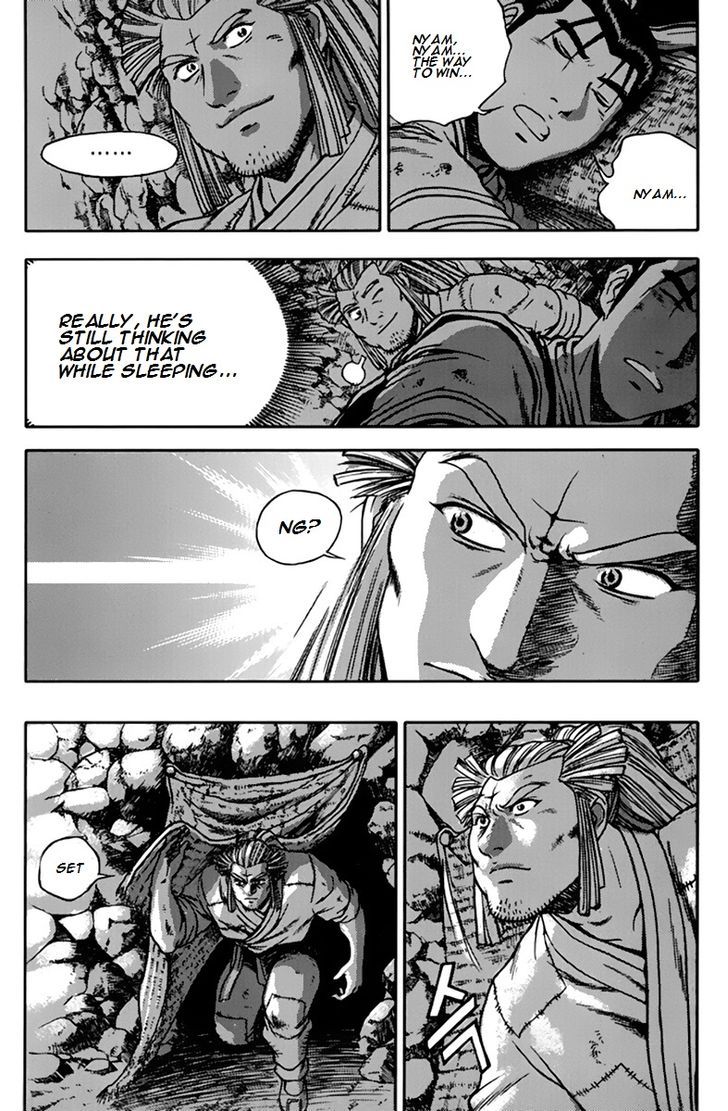 NYAM,
NYAM...
THE WAY
TO WIN...
NYAM...
......
REALLY, HE'S
STILL THINKING
ABOUT THAT
WHILE SLEEPING...
NG?
SET